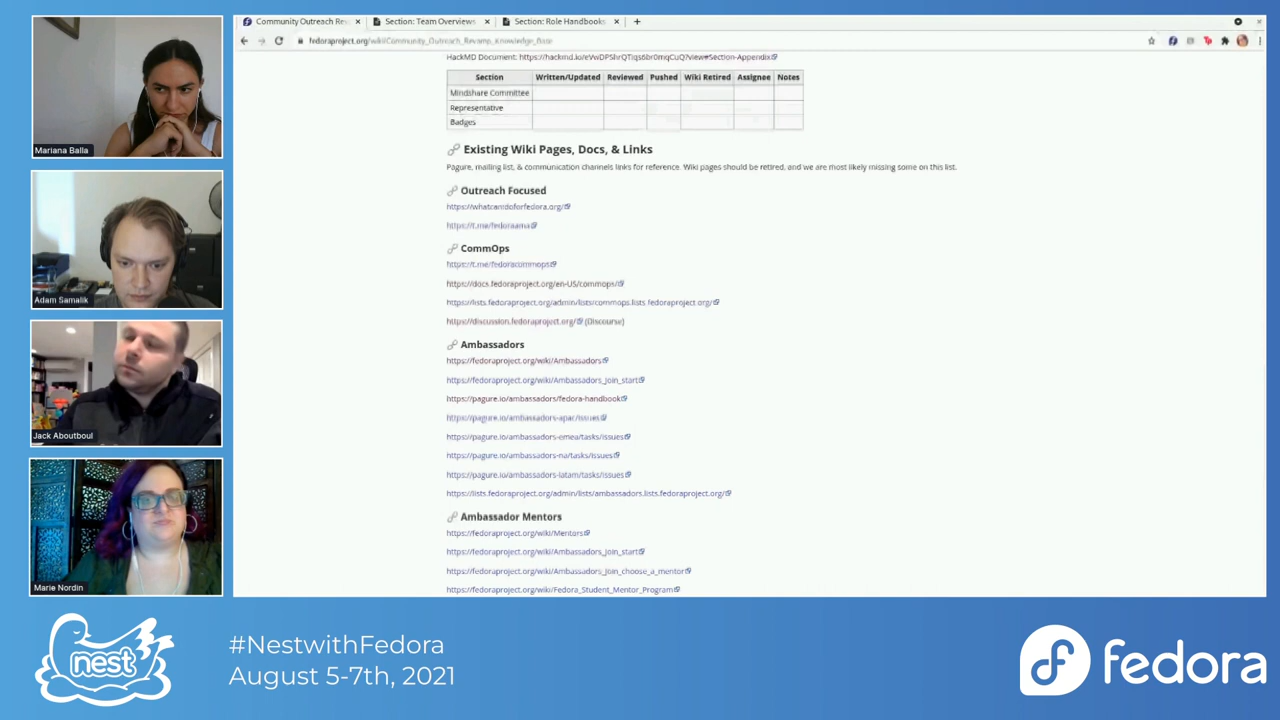 Community Outreach Rev
Section: Team Overviews
Section: Role Handbooks
fedoraproject.org/wiki/Community_Outreach_Revamp_Knowledge_Base
HackMD Document:
Section
Written/Updated
Reviewed
Pushed
Wiki Retired
Assignee
Notes
Mindshare Committee
Representative
Badges
Existing Wiki Pages, Docs, & Links
Pagure, mailing list, & communication channels links for reference. Wiki pages should be retired, and we are most likely missing some on this list.
Outreach Focused
https://whatcanidoforfedora.org/
https://t.me/fedoraama
CommOps
https://t.me/fedoracommops
https://docs.fedoraproject.org/en-US/commops/
https://lists.fedoraproject.org/admin/lists/commops.lists.fedoraproject.org/
https://discussion.fedoraproject.org/ (Discourse)
Ambassadors
https://fedoraproject.org/wiki/Ambassadors
https://fedoraproject.org/wiki/Ambassadors_Join_start
https://pagure.io/ambassadors/fedora-handbook
https://pagure.io/ambassadors-apac/issues
https://pagure.io/ambassadors-emea/tasks/issues
https://pagure.io/ambassadors-na/tasks/issues
https://pagure.io/ambassadors-latam/tasks/issues
https://lists.fedoraproject.org/admin/lists/ambassadors.lists.fedoraproject.org/
Ambassador Mentors
https://fedoraproject.org/wiki/Mentors
https://fedoraproject.org/wiki/Ambassadors_Join_start
https://fedoraproject.org/wiki/Ambassadors_Join_choose_a_mentor
https://fedoraproject.org/wiki/Fedora_Student_Mentor_Program
Mariana Balla
Adam Samalik
Jack Aboutboul
Marie Nordin
nest
#NestwithFedora
August 5-7th, 2021
fedora